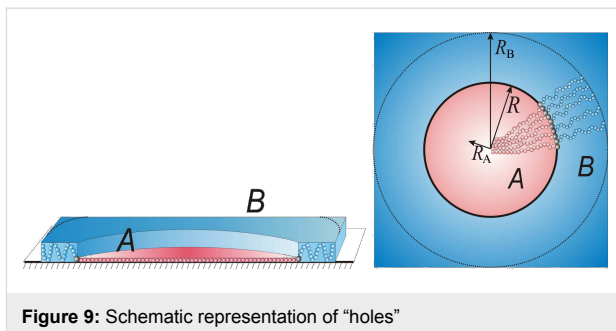 B
A
R_B
R
R_A
A
B
Figure 9: Schematic representation of “holes”